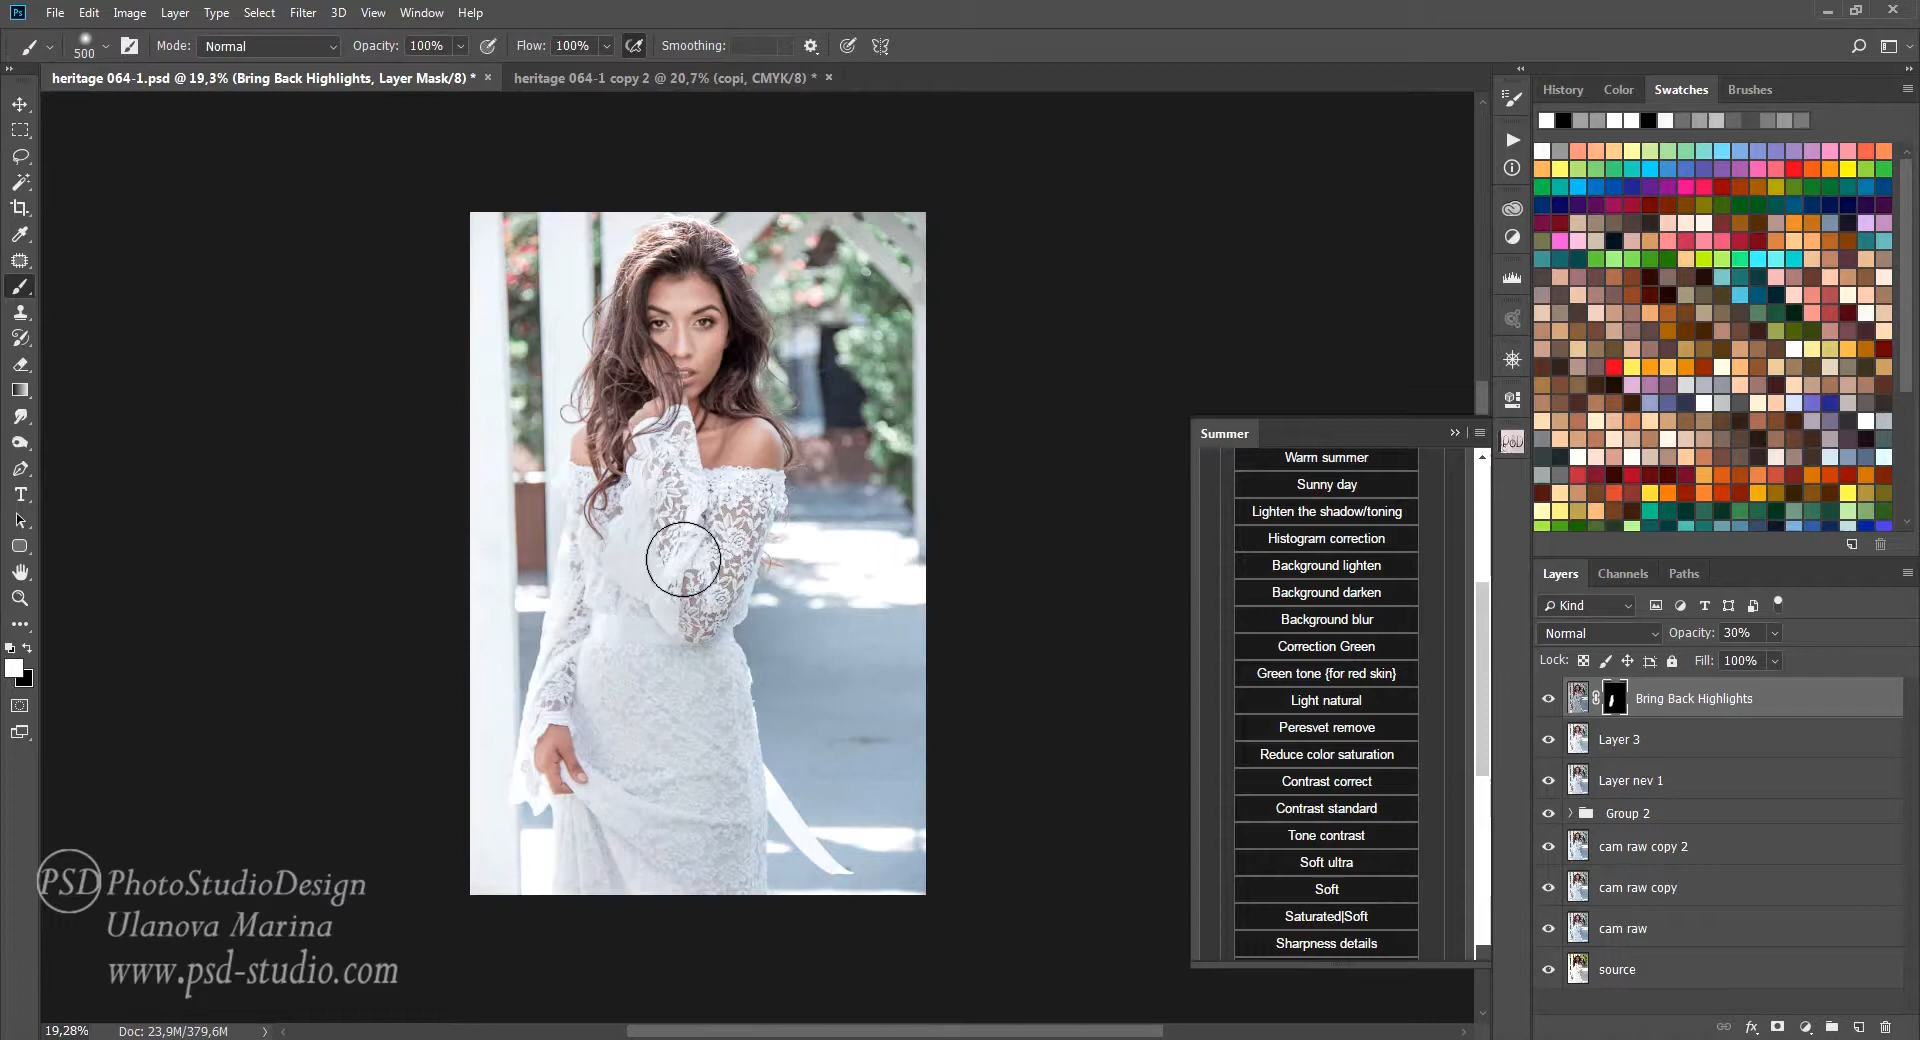 Ps File Edit Image Layer Type Select Filter 3D View Window Help
500 Mode: Normal Opacity: 100% Flow: 100% Smoothing:
heritage 064-1.psd @ 19,3% (Bring Back Highlights, Layer Mask/8) * × heritage 064-1 copy 2 @ 20,7% (copi, CMYK/8) * ×
History Color Swatches Brushes
Summer
Warm summer
Sunny day
Lighten the shadow/toning
Histogram correction
Background lighten
Background darken
Background blur
Correction Green
Green tone {for red skin}
Light natural
Peresvet remove
Reduce color saturation
Contrast correct
Contrast standard
Tone contrast
Soft ultra
Soft
Saturated|Soft
Sharpness details
PSD
Layers Channels Paths
Kind
Normal Opacity: 30%
Lock: Fill: 100%
Bring Back Highlights
Layer 3
Layer nev 1
Group 2
cam raw copy 2
cam raw copy
cam raw
source
PSD PhotoStudioDesign
Ulanova Marina
www.psd-studio.com
19,28% Doc: 23,9M/379,6M